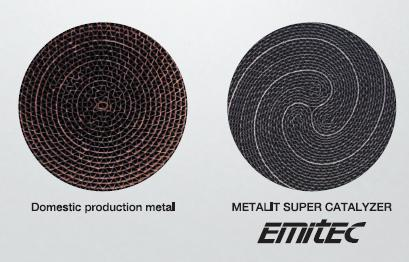 Domestic production metal
METALIT SUPER CATALYZER
EMITEC